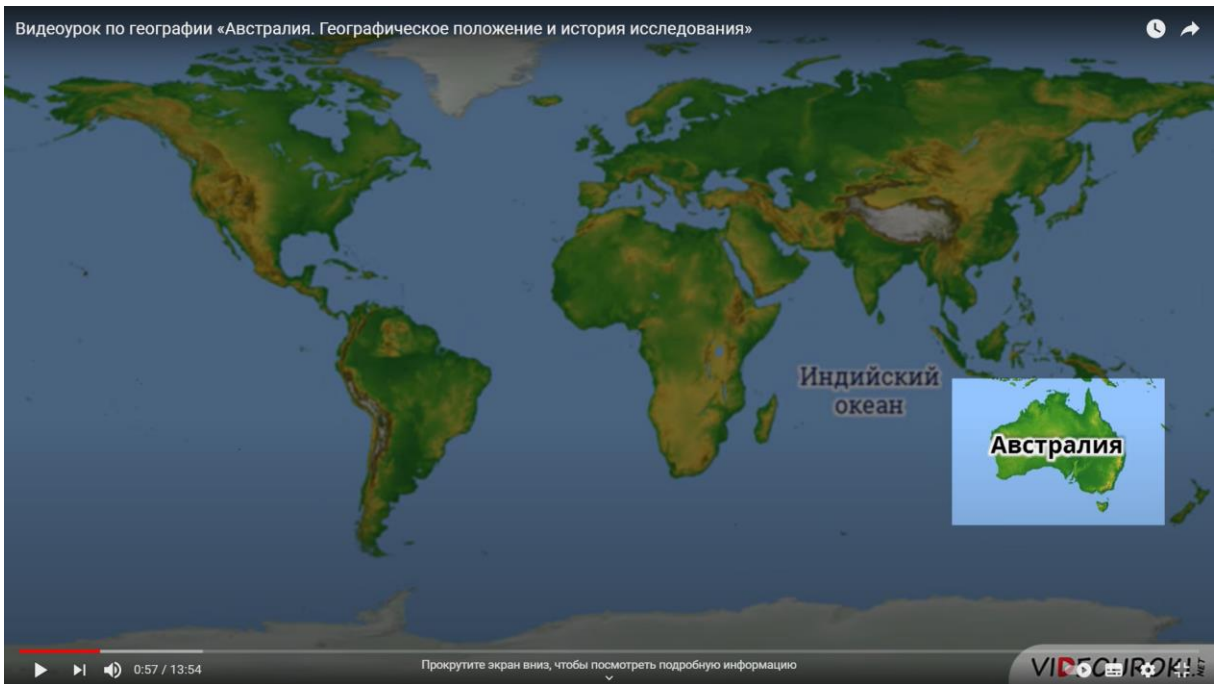 Видеоурок по географии «Австралия. Географическое положение и история исследования»
Индийский
океан
Австралия
0:57 / 13:54
Прокрутите экран вниз, чтобы посмотреть подробную информацию